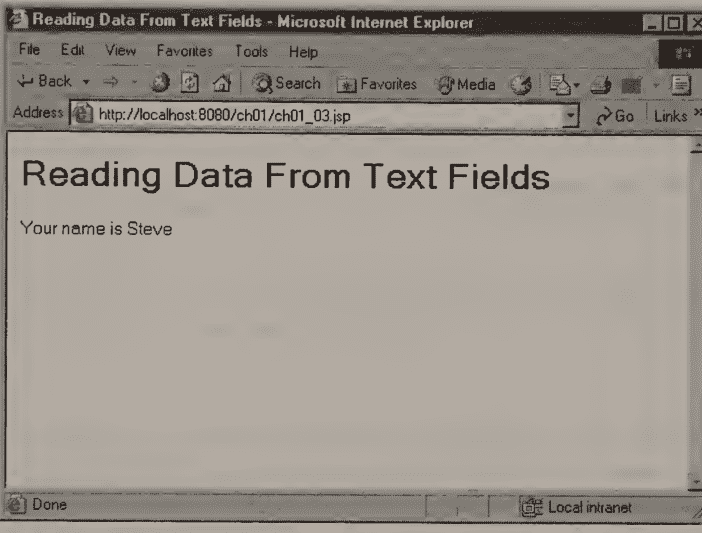 Reading Data From Text Fields - Microsoft Internet Explorer
File Edit View Favorites Tools Help
Back Search Favorites Media
Address http://localhost:8080/ch01/ch01_03.jsp Go Links »
Reading Data From Text Fields
Your name is Steve
Done Local intranet